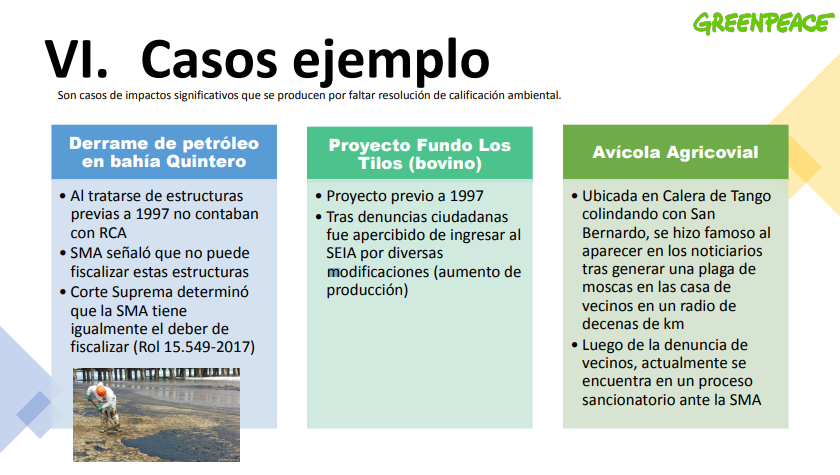 GREENPEACE
VI. Casos ejemplo
Son casos de impactos significativos que se producen por faltar resolución de calificación ambiental.
Derrame de petróleo
en bahía Quintero
• Al tratarse de estructuras
previas a 1997 no contaban
con RCA
• SMA señaló que no puede
fiscalizar estas estructuras
• Corte Suprema determinó
que la SMA tiene
igualmente el deber de
fiscalizar (Rol 15.549-2017)
Proyecto Fundo Los
Tilos (bovino)
• Proyecto previo a 1997
• Tras denuncias ciudadanas
fue apercibido de ingresar al
SEIA por diversas
modificaciones (aumento de
producción)
Avícola Agricovial
• Ubicada en Calera de Tango
colindando con San
Bernardo, se hizo famoso al
aparecer en los noticiarios
tras generar una plaga de
moscas en las casa de
vecinos en un radio de
decenas de km
• Luego de la denuncia de
vecinos, actualmente se
encuentra en un proceso
sancionatorio ante la SMA